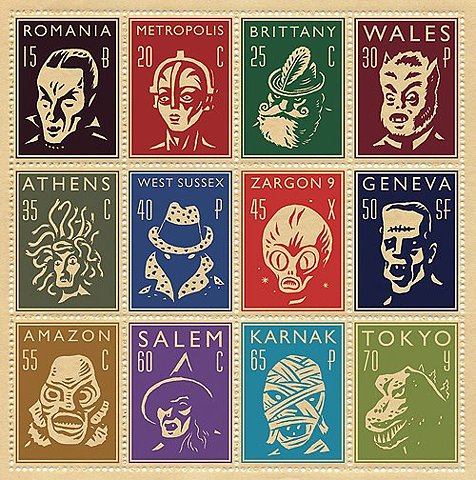 ROMANIA
15 B
METROPOLIS
20 C
BRITTANY
25 C
WALES
30 P
ATHENS
35 C
WEST SUSSEX
40 P
ZARGON 9
45 X
GENEVA
50 SF
AMAZON
55 C
SALEM
60 C
KARNAK
65 P
TOKYO
70 Y